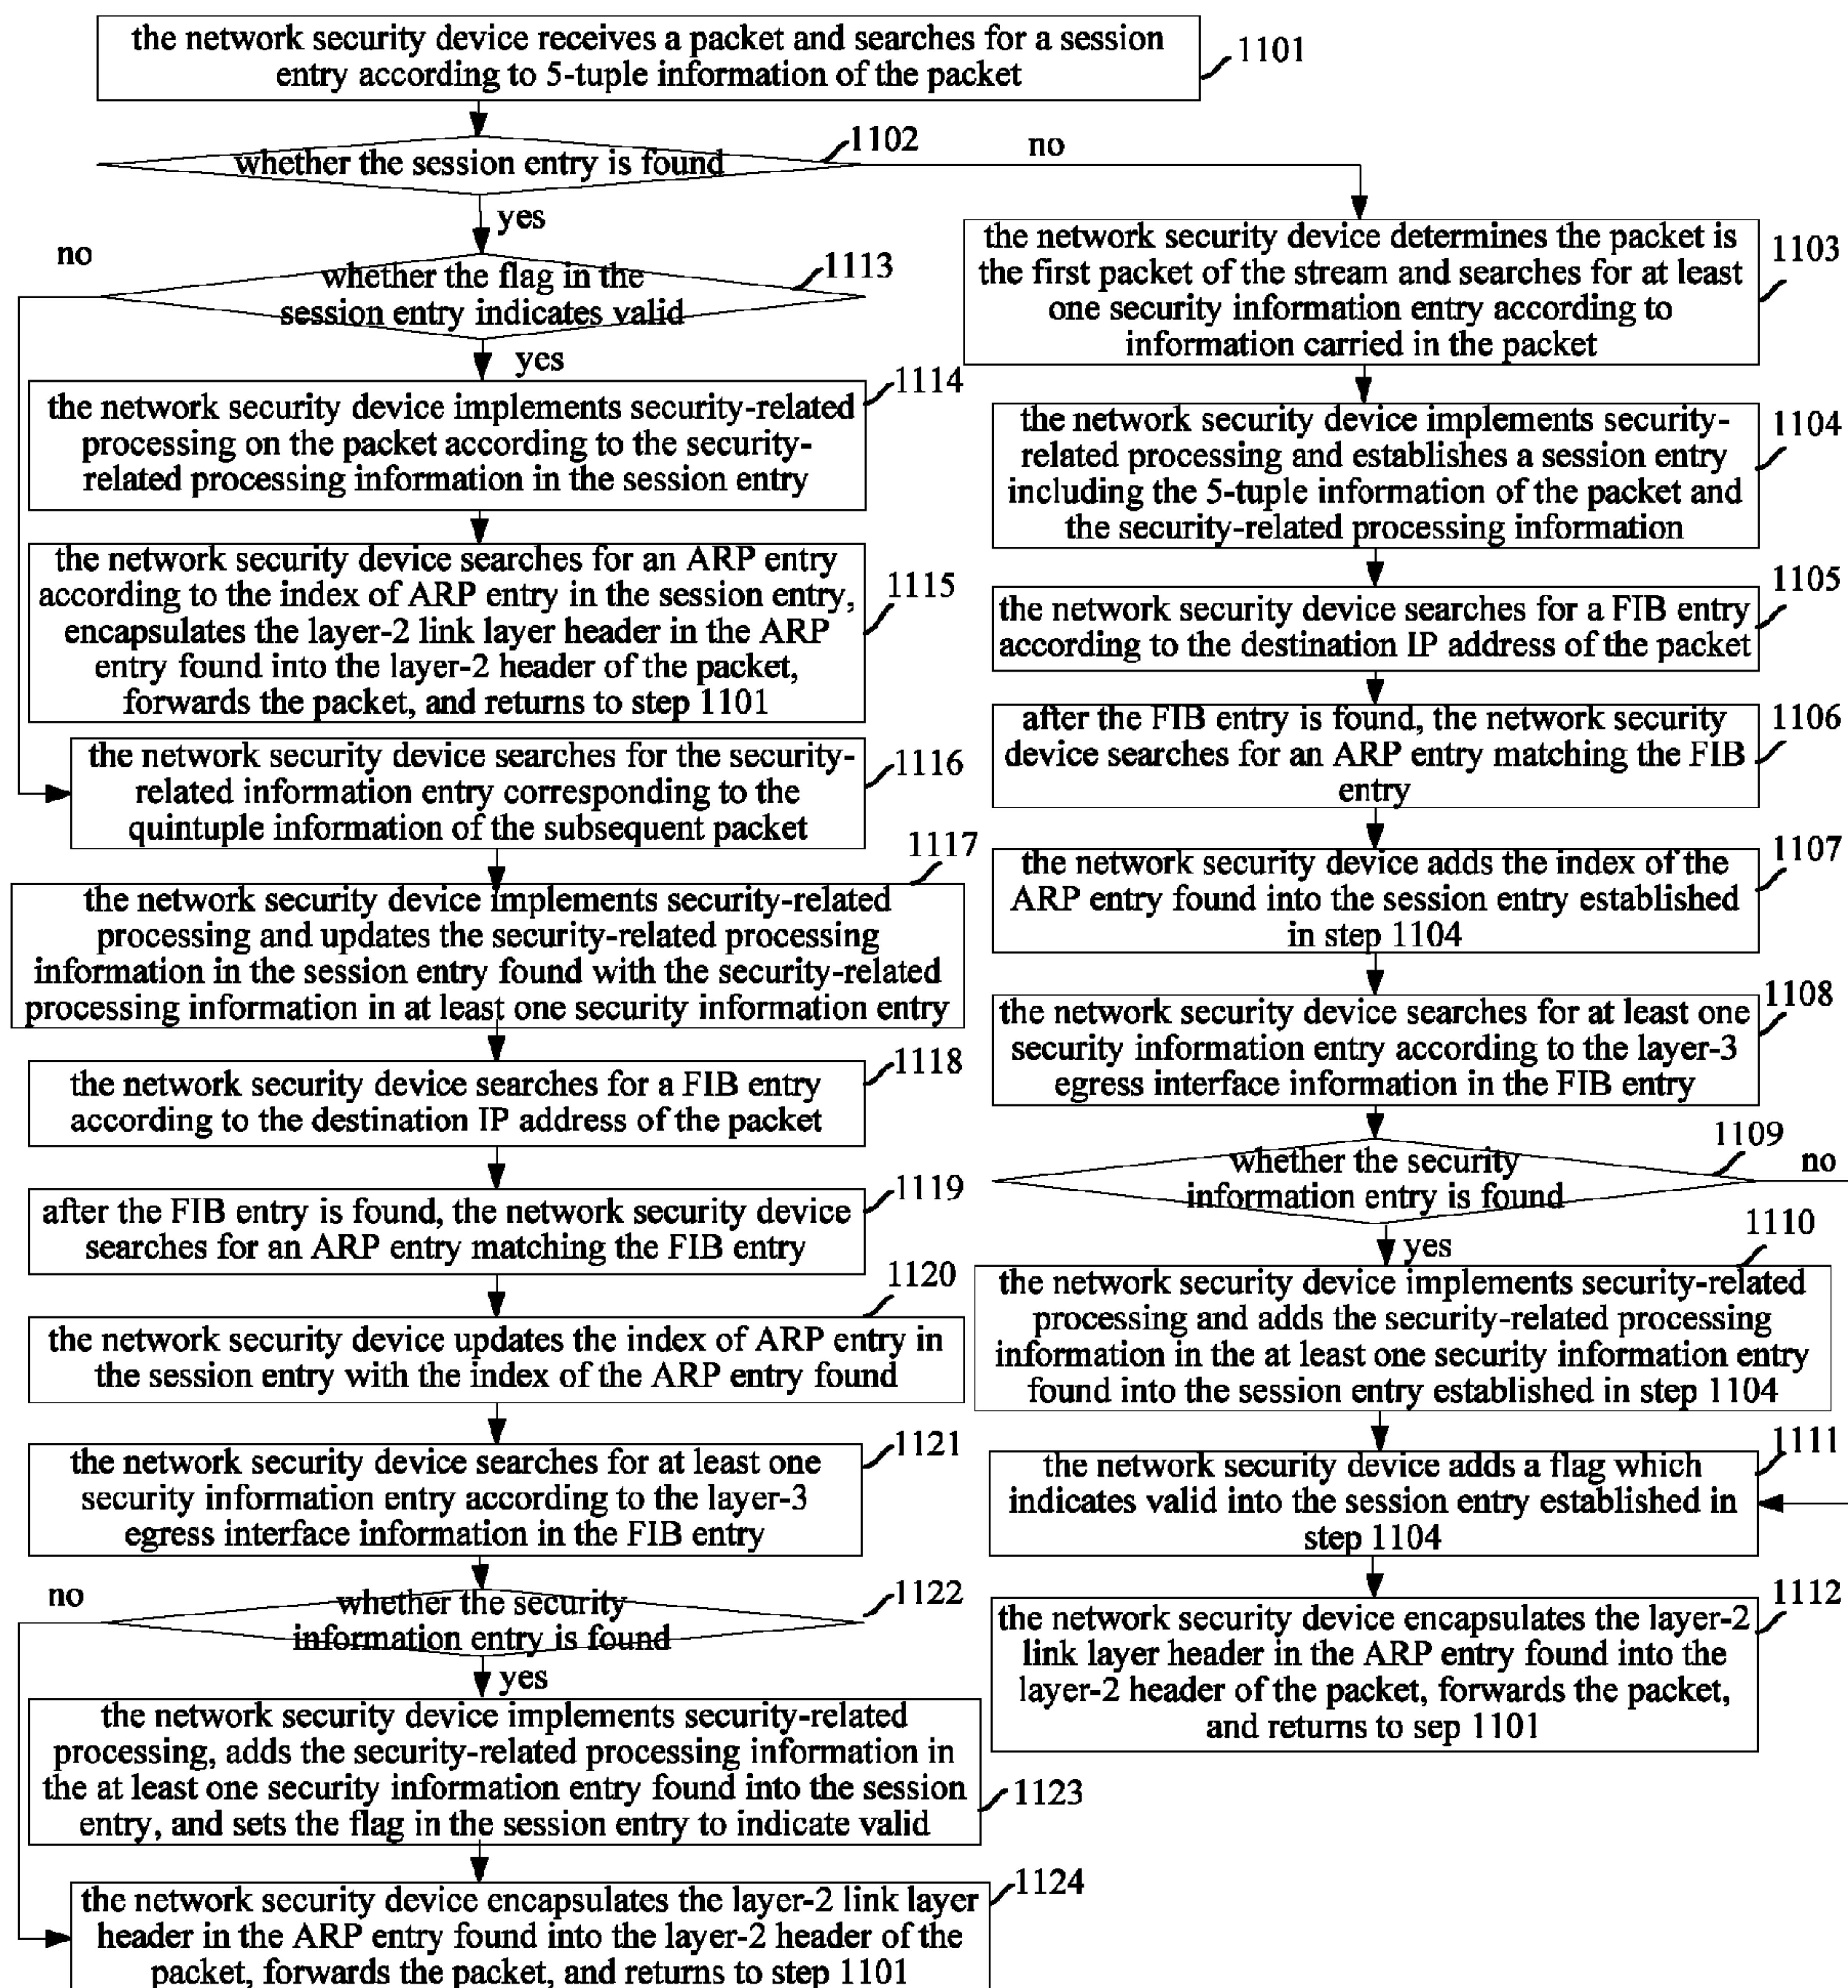 the network security device receives a packet and searches for a session
entry according to 5-tuple information of the packet
1101
whether the session entry is found
1102
no
yes
no
whether the flag in the
session entry indicates valid
1113
yes
the network security device implements security-related
processing on the packet according to the security-
related processing information in the session entry
1114
the network security device searches for an ARP entry
according to the index of ARP entry in the session entry,
encapsulates the layer-2 link layer header in the ARP
entry found into the layer-2 header of the packet,
forwards the packet, and returns to step 1101
1115
the network security device searches for the security-
related information entry corresponding to the
quintuple information of the subsequent packet
1116
1117
the network security device implements security-related
processing and updates the security-related processing
information in the session entry found with the security-related
processing information in at least one security information entry
the network security device searches for a FIB entry
according to the destination IP address of the packet
1118
after the FIB entry is found, the network security device
searches for an ARP entry matching the FIB entry
1119
1120
the network security device updates the index of ARP entry in
the session entry with the index of the ARP entry found
the network security device searches for at least one
security information entry according to the layer-3
egress interface information in the FIB entry
1121
no
whether the security
information entry is found
1122
yes
the network security device implements security-related
processing, adds the security-related processing information in
the at least one security information entry found into the session
entry, and sets the flag in the session entry to indicate valid
1123
the network security device encapsulates the layer-2 link layer
header in the ARP entry found into the layer-2 header of the
packet, forwards the packet, and returns to step 1101
1124
the network security device determines the packet is
the first packet of the stream and searches for at least
one security information entry according to
information carried in the packet
1103
the network security device implements security-
related processing and establishes a session entry
including the 5-tuple information of the packet and
the security-related processing information
1104
the network security device searches for a FIB entry
according to the destination IP address of the packet
1105
after the FIB entry is found, the network security
device searches for an ARP entry matching the FIB
entry
1106
the network security device adds the index of the
ARP entry found into the session entry established
in step 1104
1107
the network security device searches for at least one
security information entry according to the layer-3
egress interface information in the FIB entry
1108
whether the security
information entry is found
1109
no
yes
1110
the network security device implements security-related
processing and adds the security-related processing
information in the at least one security information entry
found into the session entry established in step 1104
the network security device adds a flag which
indicates valid into the session entry established in
step 1104
1111
the network security device encapsulates the layer-2
link layer header in the ARP entry found into the
layer-2 header of the packet, forwards the packet,
and returns to sep 1101
1112